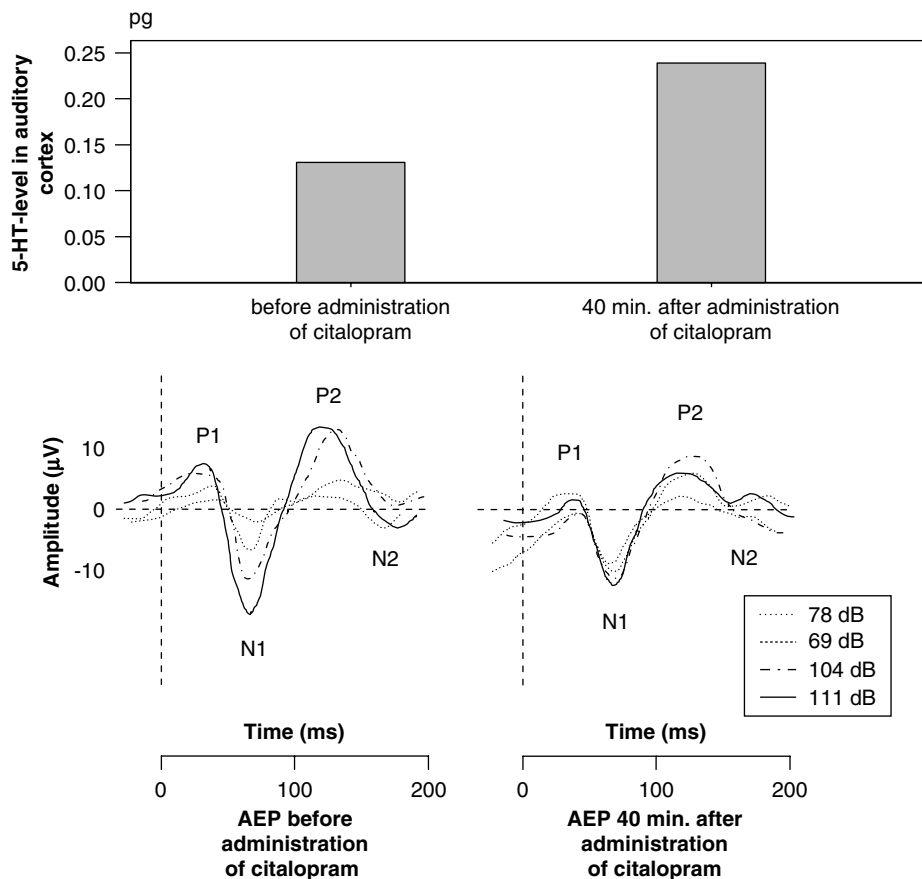 pg
5-HT-level in auditory
cortex
0.25
0.20
0.15
0.10
0.05
0.00
before administration
of citalopram
40 min. after administration
of citalopram
Amplitude (µV)
10
0
-10
P1
P2
N1
N2
P1
P2
N1
N2
78 dB
69 dB
104 dB
111 dB
Time (ms)
0 100 200
AEP before
administration
of citalopram
Time (ms)
0 100 200
AEP 40 min. after
administration
of citalopram